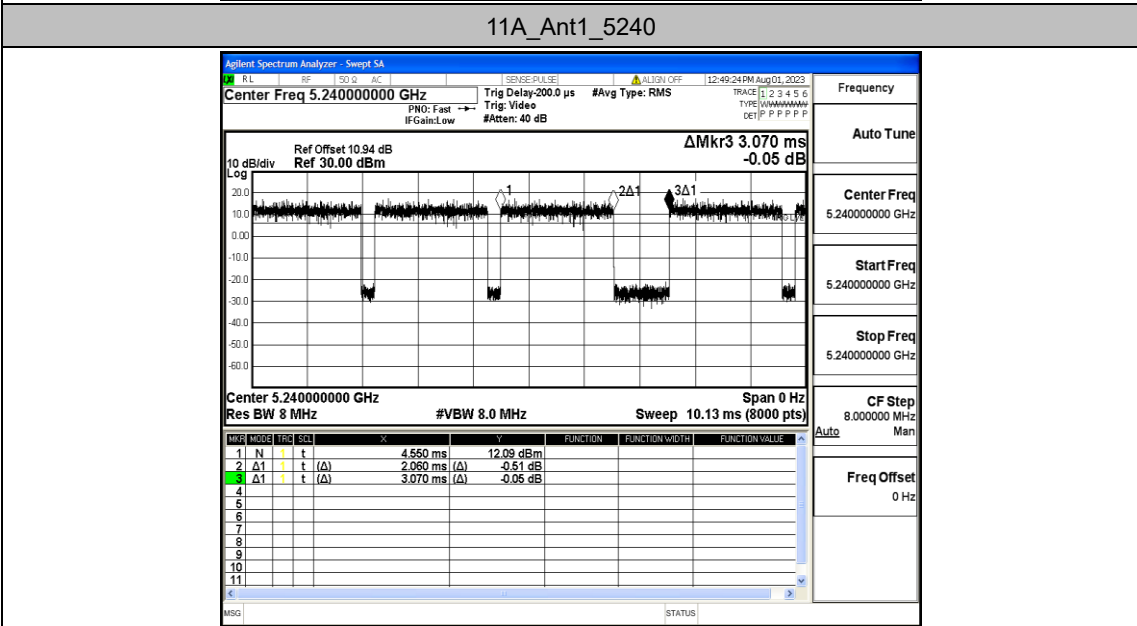 11A_Ant1_5240
Agilent Spectrum Analyzer - Swept SA
RL RF 50 Ω AC SENSE:PULSE ALIGN OFF 12:49:24 PM Aug 01, 2023
Center Freq 5.240000000 GHz
PNO: Fast
IFGain:Low
Trig Delay-200.0 µs
Trig: Video
#Atten: 40 dB
#Avg Type: RMS
TRACE 1 2 3 4 5 6
TYPE
DET P P P P P P
Ref Offset 10.94 dB
10 dB/div Ref 30.00 dBm
Log
ΔMkr3 3.070 ms
-0.05 dB
1 2Δ1 3Δ1
20.0
10.0
0.00
-10.0
-20.0
-30.0
-40.0
-50.0
-60.0
Center 5.240000000 GHz Span 0 Hz
Res BW 8 MHz #VBW 8.0 MHz Sweep 10.13 ms (8000 pts)
MKR MODE TRC SCL X Y FUNCTION FUNCTION WIDTH FUNCTION VALUE
1 N 1 t 4.550 ms 12.09 dBm
2 Δ1 1 t (Δ) 2.060 ms (Δ) -0.51 dB
3 Δ1 1 t (Δ) 3.070 ms (Δ) -0.05 dB
4
5
6
7
8
9
10
11
MSG STATUS
Frequency
Auto Tune
Center Freq
5.240000000 GHz
Start Freq
5.240000000 GHz
Stop Freq
5.240000000 GHz
CF Step
8.000000 MHz
Auto Man
Freq Offset
0 Hz